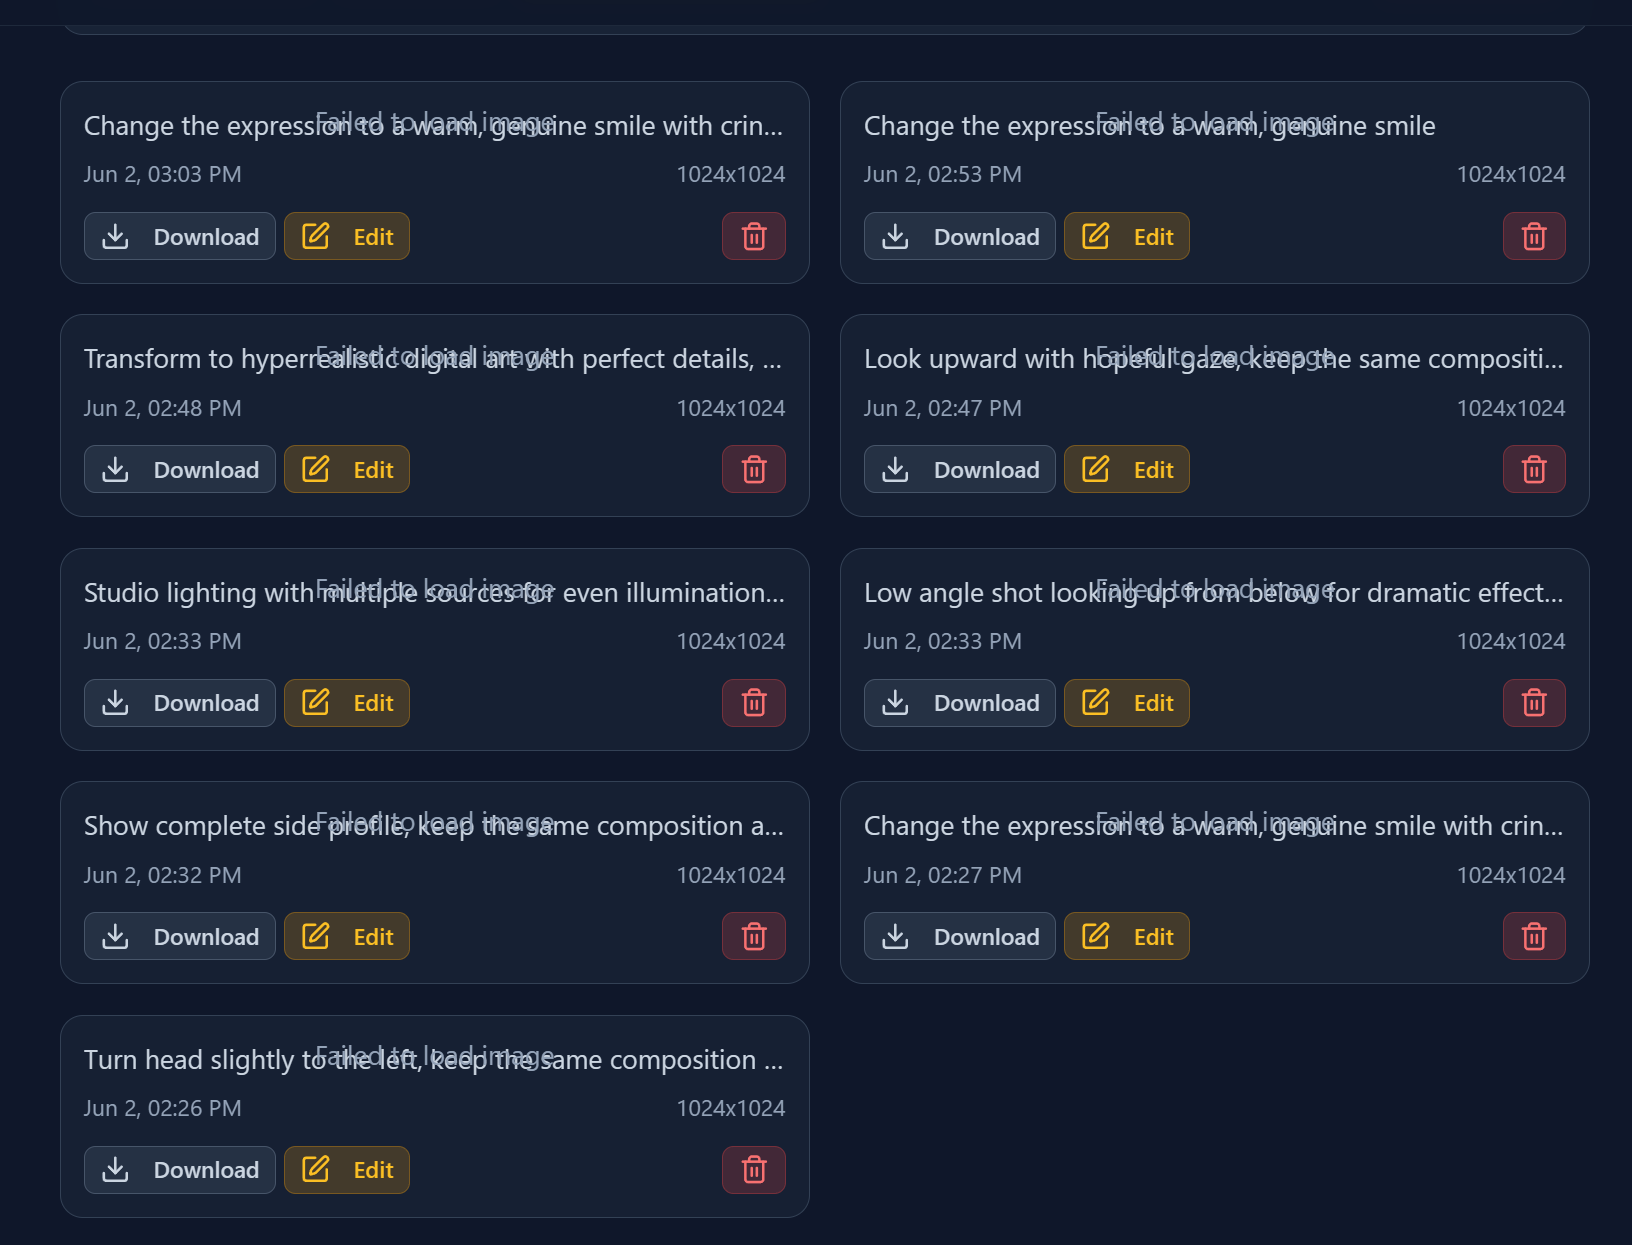 Failed to load image
Change the expression to a warm, genuine smile with crin...
Jun 2, 03:03 PM 1024x1024
Download Edit
Failed to load image
Change the expression to a warm, genuine smile
Jun 2, 02:53 PM 1024x1024
Download Edit
Failed to load image
Transform to hyperrealistic digital art with perfect details, ...
Jun 2, 02:48 PM 1024x1024
Download Edit
Failed to load image
Look upward with hopeful gaze, keep the same compositi...
Jun 2, 02:47 PM 1024x1024
Download Edit
Failed to load image
Studio lighting with multiple sources for even illumination...
Jun 2, 02:33 PM 1024x1024
Download Edit
Failed to load image
Low angle shot looking up from below for dramatic effect...
Jun 2, 02:33 PM 1024x1024
Download Edit
Failed to load image
Show complete side profile, keep the same composition a...
Jun 2, 02:32 PM 1024x1024
Download Edit
Failed to load image
Change the expression to a warm, genuine smile with crin...
Jun 2, 02:27 PM 1024x1024
Download Edit
Failed to load image
Turn head slightly to the left, keep the same composition ...
Jun 2, 02:26 PM 1024x1024
Download Edit